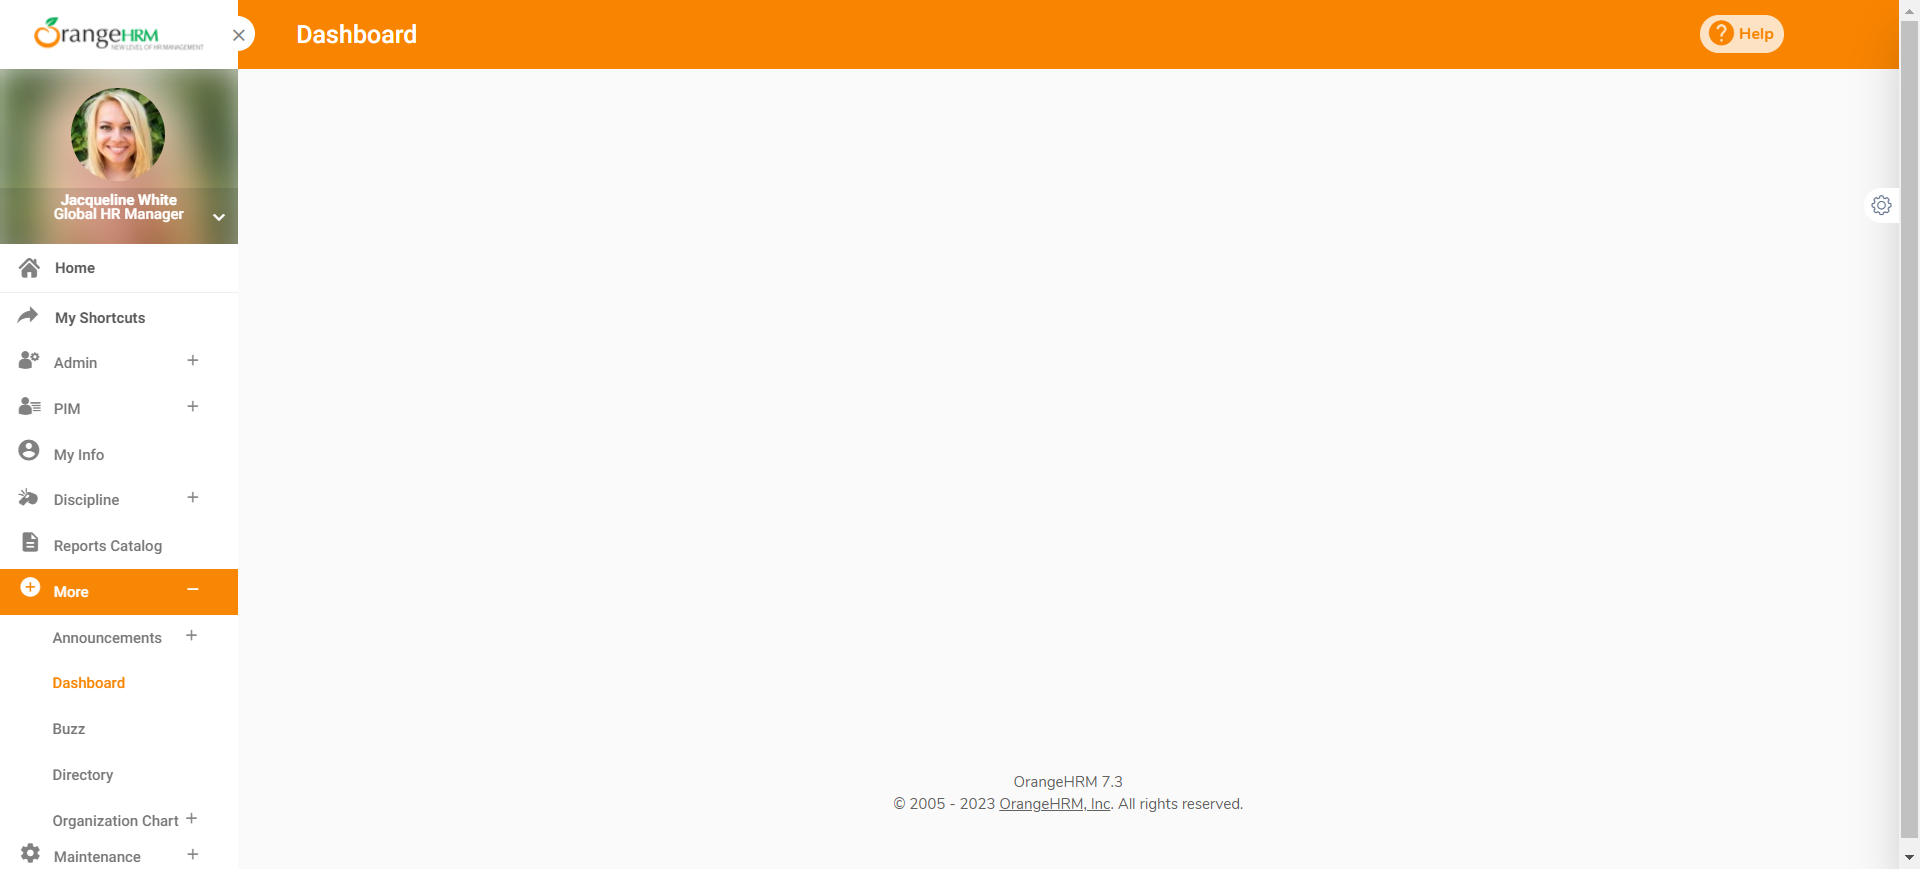 OrangeHRM
NEW LEVEL OF HR MANAGEMENT
Dashboard
? Help
Jacqueline White
Global HR Manager
Home
My Shortcuts
Admin +
PIM +
My Info
Discipline +
Reports Catalog
More −
Announcements +
Dashboard
Buzz
Directory
Organization Chart +
Maintenance +
OrangeHRM 7.3
© 2005 - 2023 OrangeHRM, Inc. All rights reserved.